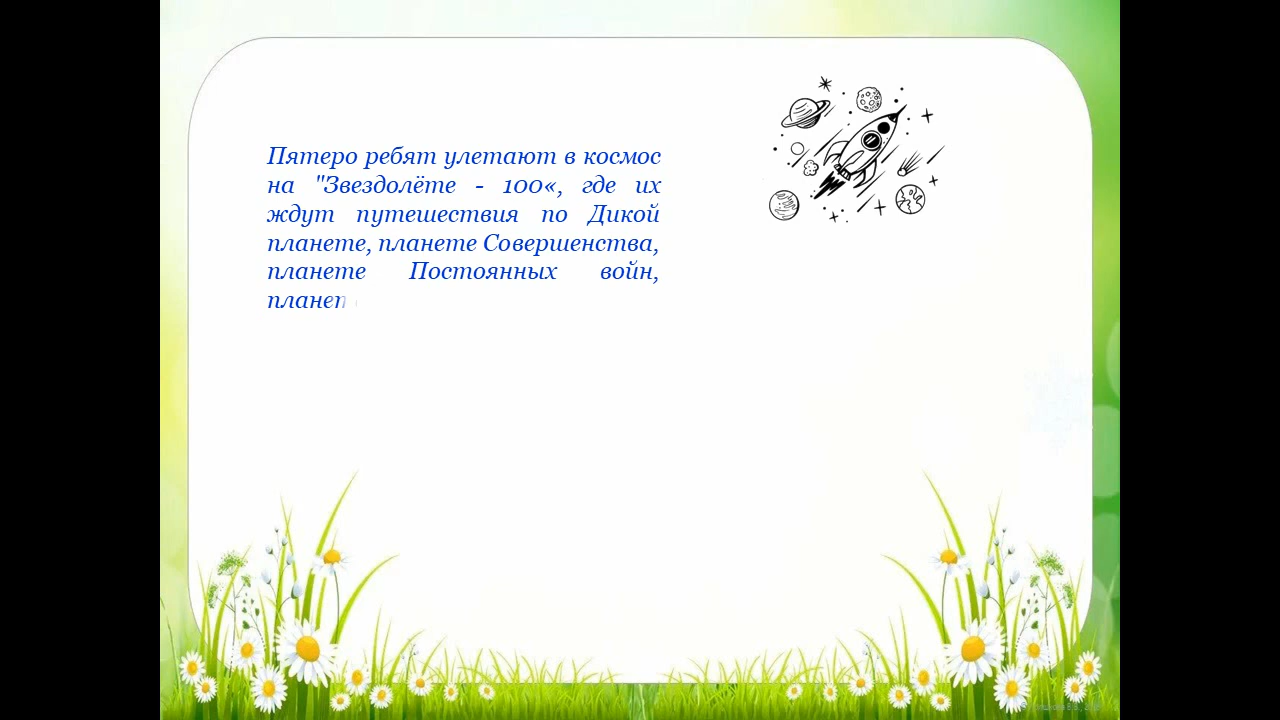 Пятеро ребят улетают в космос
на "Звездолёте - 100«, где их
ждут путешествия по Дикой
планете, планете Совершенства,
планете Постоянных войн,
планет